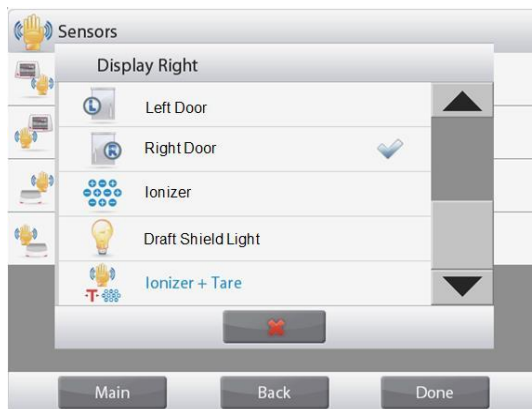 Sensors
Display Right
L Left Door
R Right Door
Ionizer
Draft Shield Light
Ionizer + Tare
-T-
Main Back Done